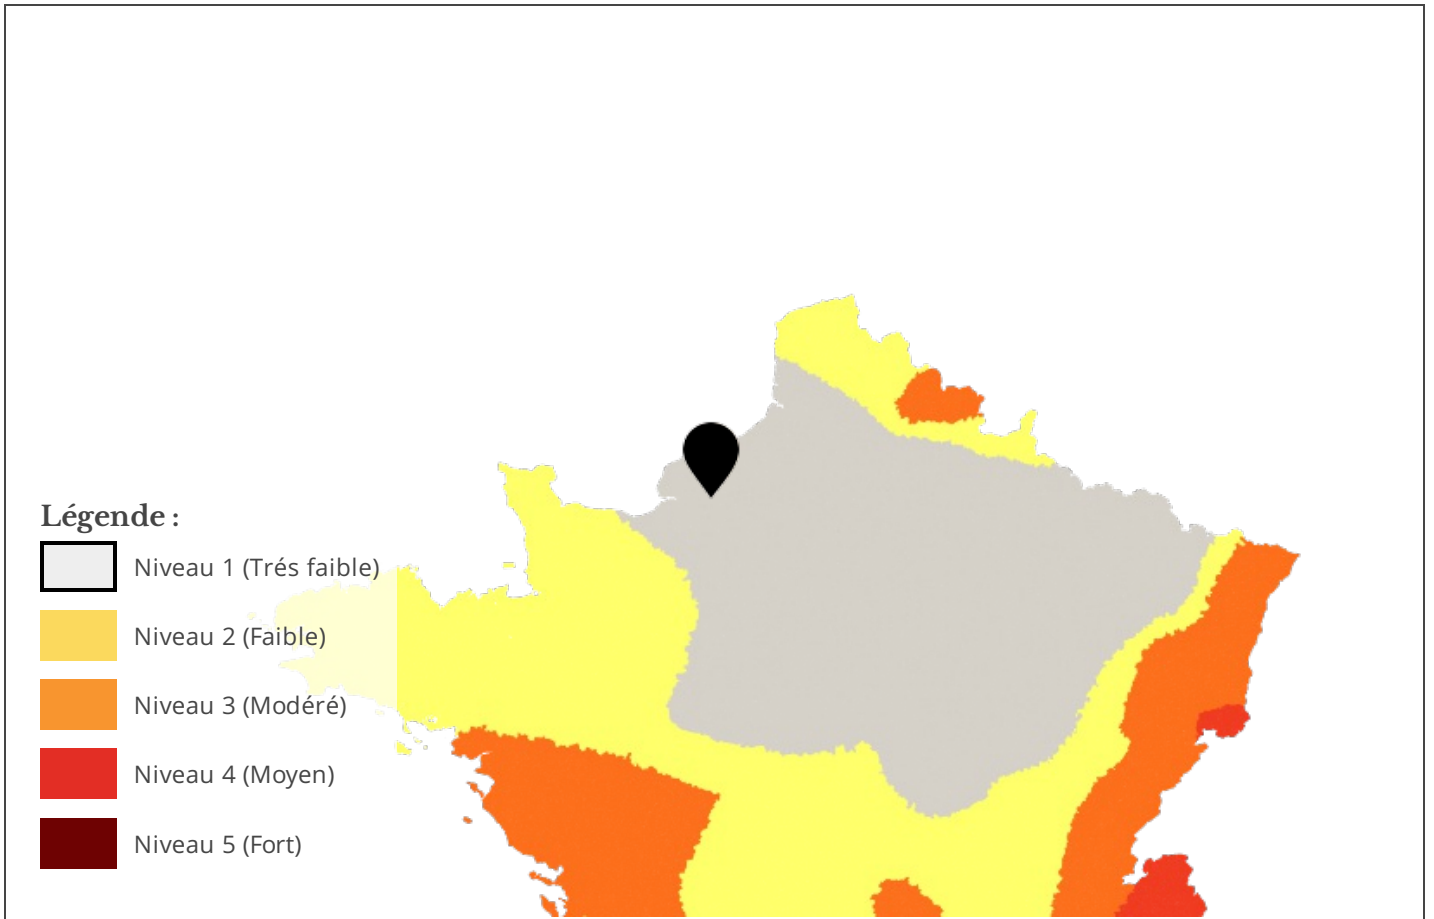 Légende :
Niveau 1 (Trés faible)
Niveau 2 (Faible)
Niveau 3 (Modéré)
Niveau 4 (Moyen)
Niveau 5 (Fort)